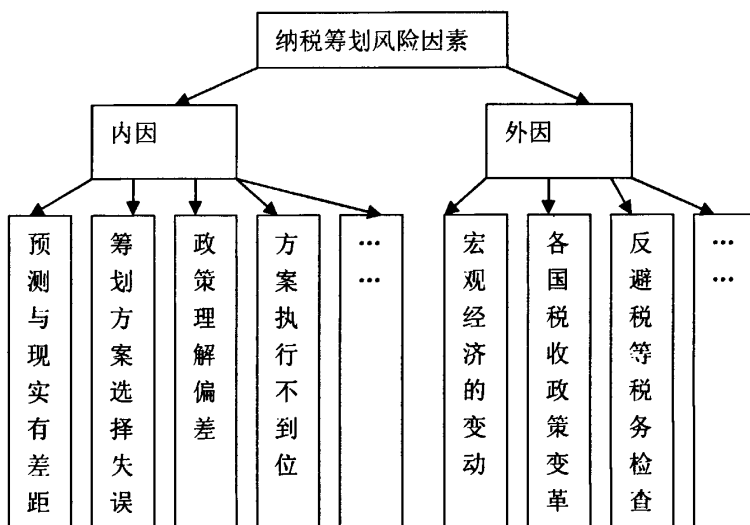 纳税筹划风险因素
内因
外因
预测与现实有差距
筹划方案选择失误
政策理解偏差
方案执行不到位
……
宏观经济的变动
各国税收政策变革
反避税等税务检查
……